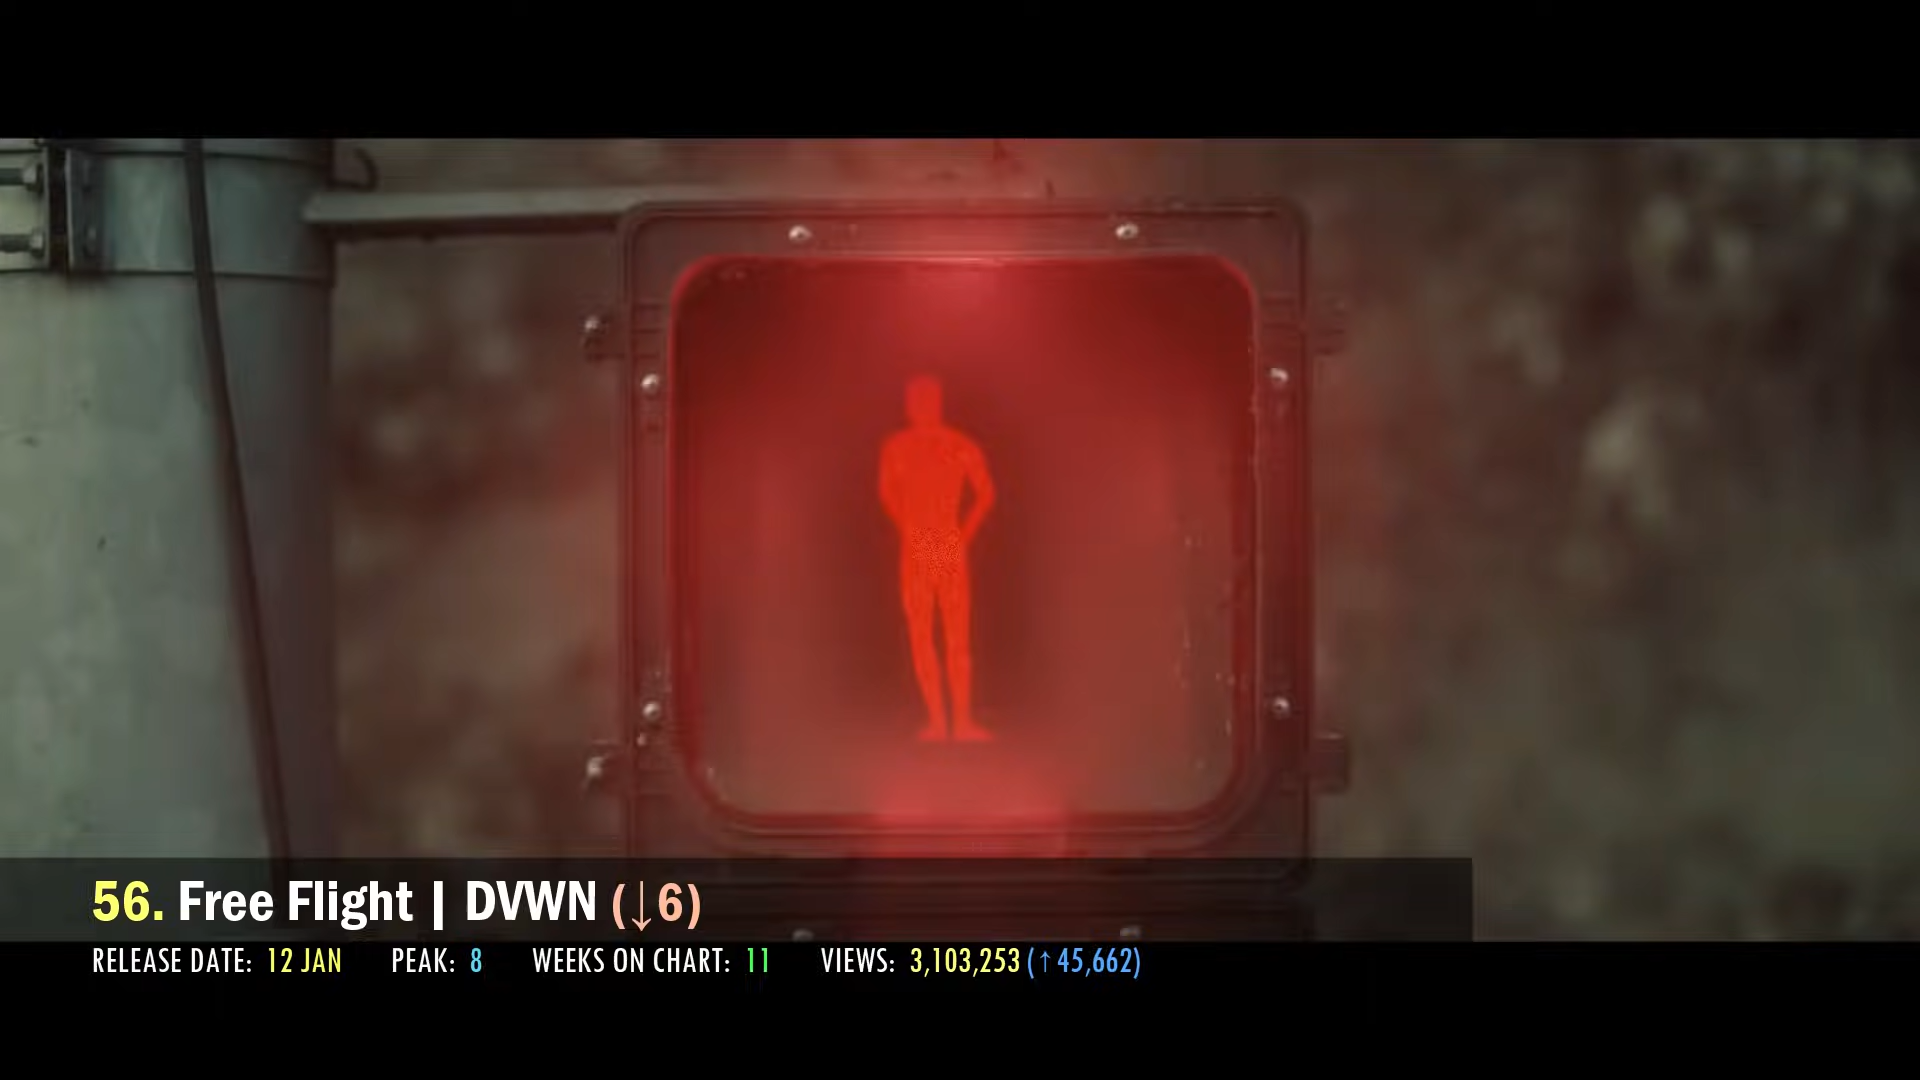 56. Free Flight | DVWN (↓6)
RELEASE DATE: 12 JAN PEAK: 8 WEEKS ON CHART: 11 VIEWS: 3,103,253 (↑45,662)